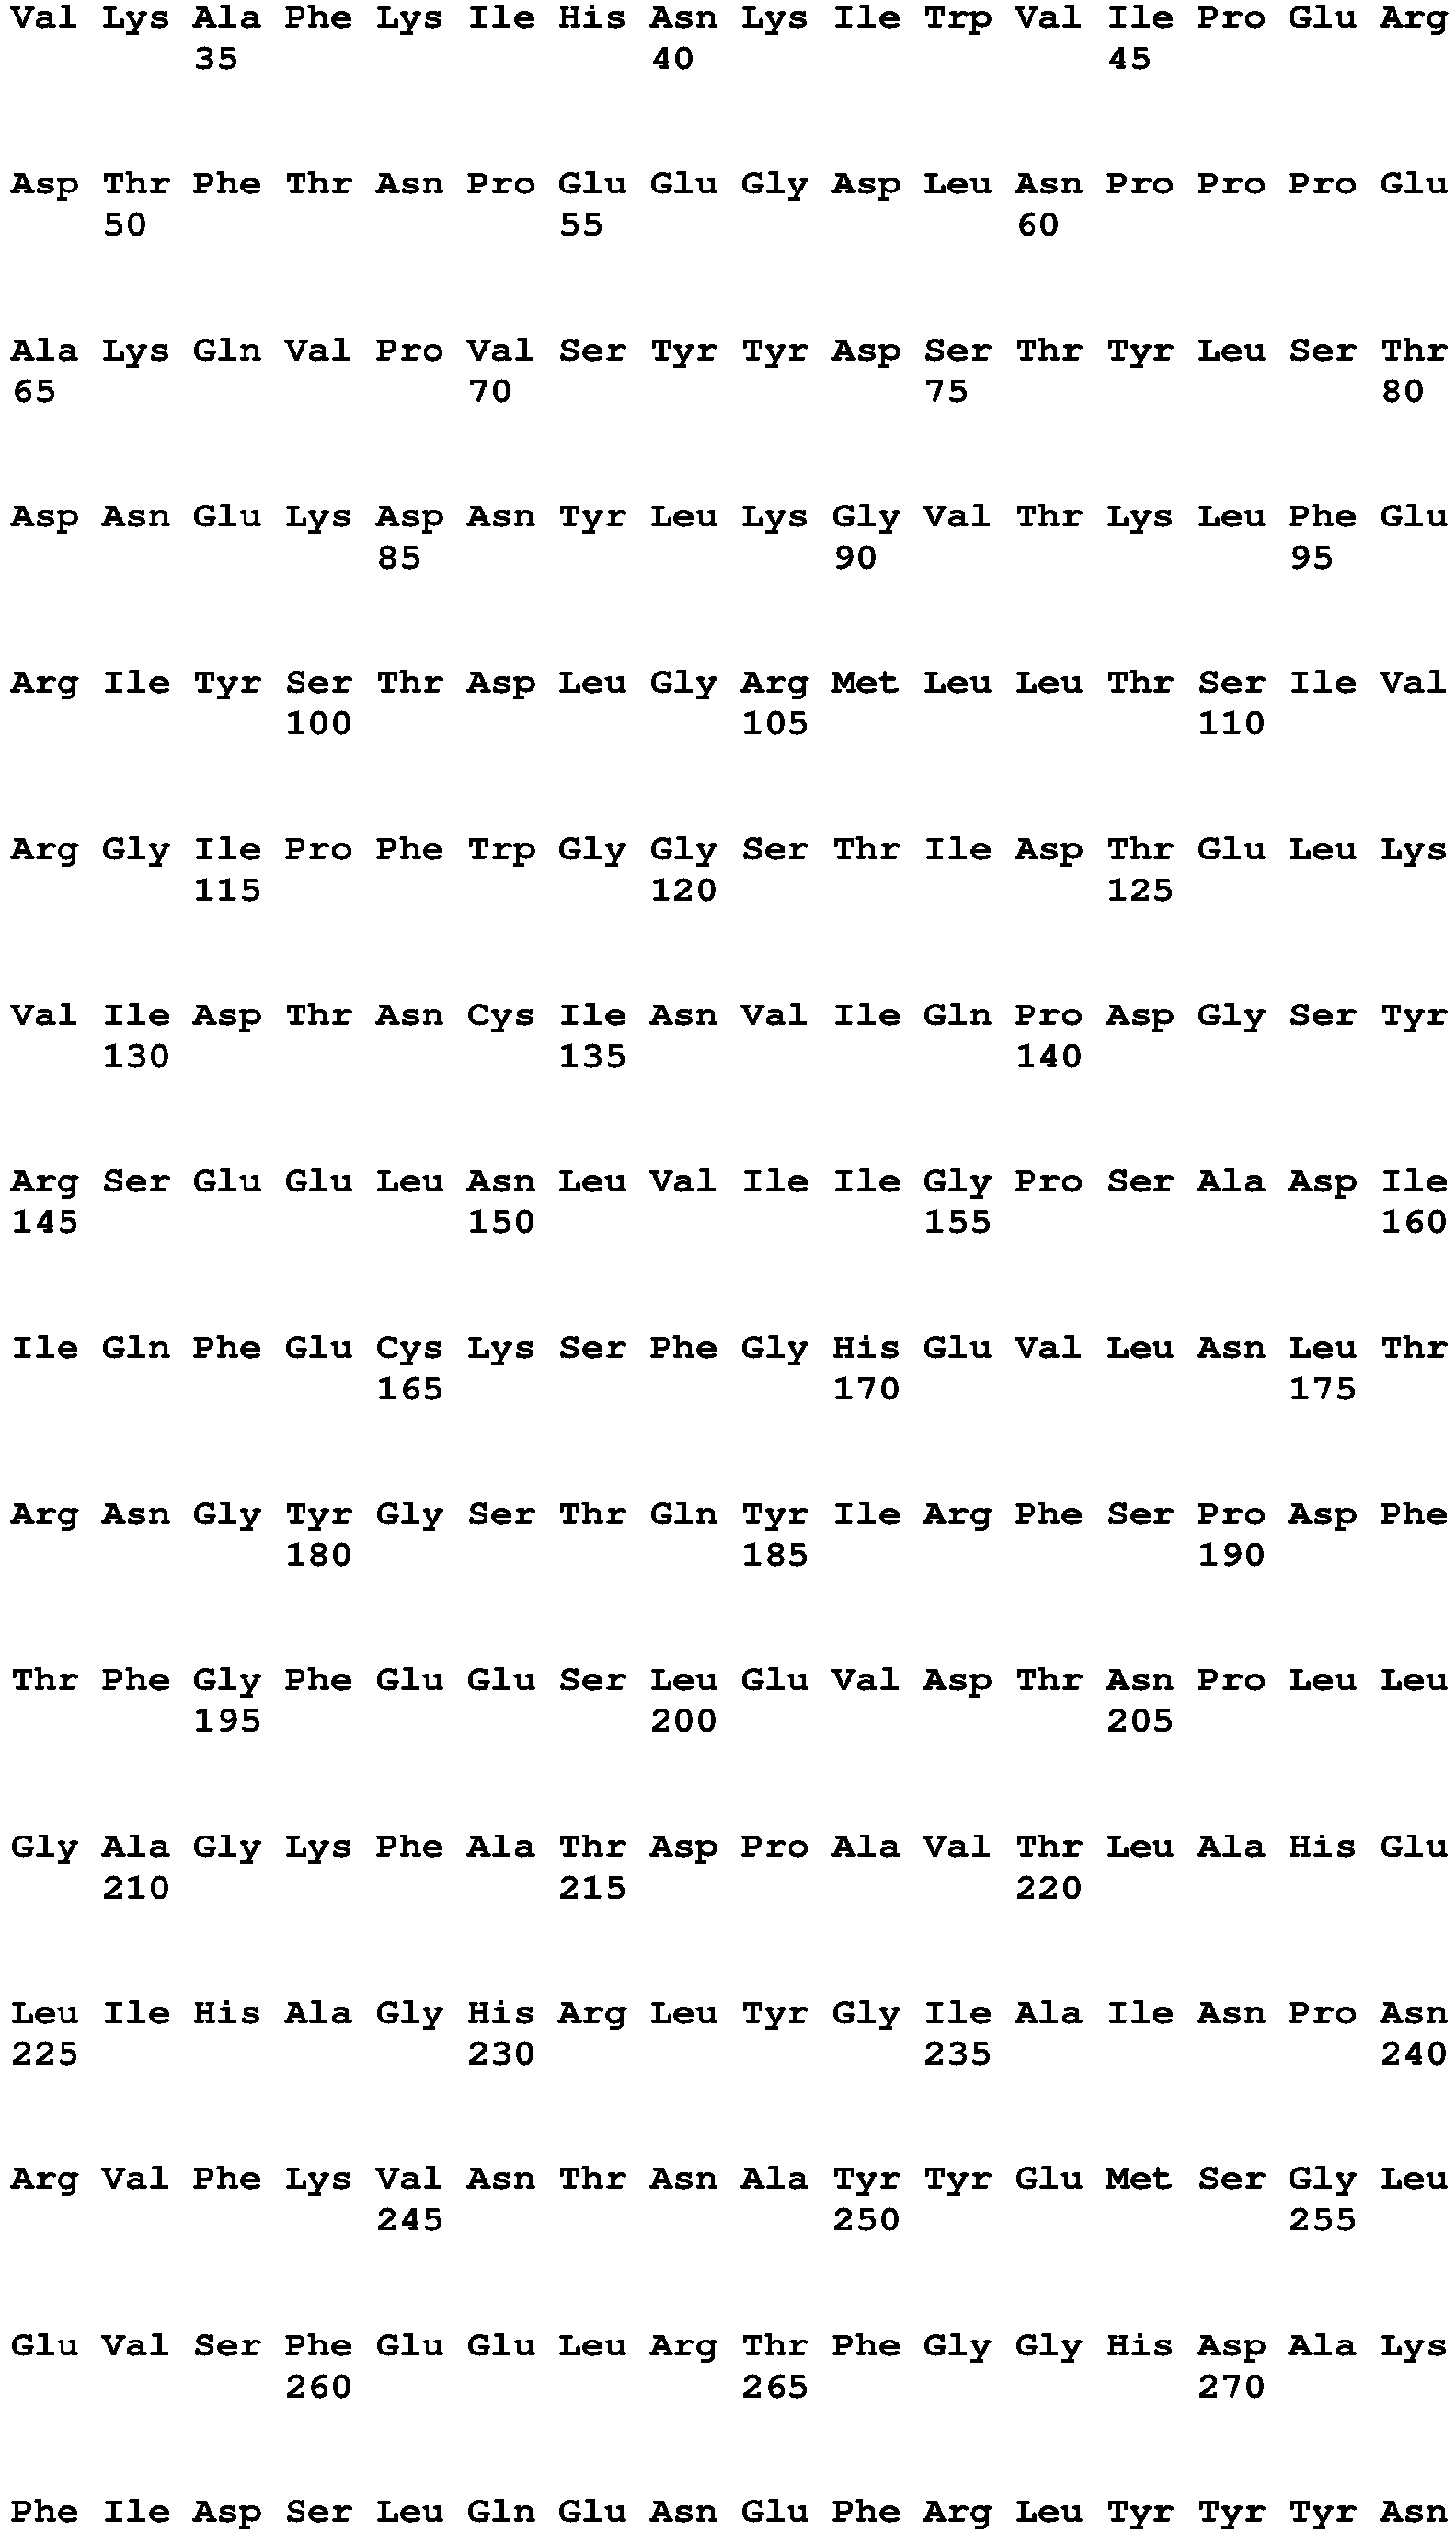 Val Lys Ala Phe Lys Ile His Asn Lys Ile Trp Val Ile Pro Glu Arg
35 40 45
Asp Thr Phe Thr Asn Pro Glu Glu Gly Asp Leu Asn Pro Pro Pro Glu
50 55 60
Ala Lys Gln Val Pro Val Ser Tyr Tyr Asp Ser Thr Tyr Leu Ser Thr
65 70 75 80
Asp Asn Glu Lys Asp Asn Tyr Leu Lys Gly Val Thr Lys Leu Phe Glu
85 90 95
Arg Ile Tyr Ser Thr Asp Leu Gly Arg Met Leu Leu Thr Ser Ile Val
100 105 110
Arg Gly Ile Pro Phe Trp Gly Gly Ser Thr Ile Asp Thr Glu Leu Lys
115 120 125
Val Ile Asp Thr Asn Cys Ile Asn Val Ile Gln Pro Asp Gly Ser Tyr
130 135 140
Arg Ser Glu Glu Leu Asn Leu Val Ile Ile Gly Pro Ser Ala Asp Ile
145 150 155 160
Ile Gln Phe Glu Cys Lys Ser Phe Gly His Glu Val Leu Asn Leu Thr
165 170 175
Arg Asn Gly Tyr Gly Ser Thr Gln Tyr Ile Arg Phe Ser Pro Asp Phe
180 185 190
Thr Phe Gly Phe Glu Glu Ser Leu Glu Val Asp Thr Asn Pro Leu Leu
195 200 205
Gly Ala Gly Lys Phe Ala Thr Asp Pro Ala Val Thr Leu Ala His Glu
210 215 220
Leu Ile His Ala Gly His Arg Leu Tyr Gly Ile Ala Ile Asn Pro Asn
225 230 235 240
Arg Val Phe Lys Val Asn Thr Asn Ala Tyr Tyr Glu Met Ser Gly Leu
245 250 255
Glu Val Ser Phe Glu Glu Leu Arg Thr Phe Gly Gly His Asp Ala Lys
260 265 270
Phe Ile Asp Ser Leu Gln Glu Asn Glu Phe Arg Leu Tyr Tyr Tyr Asn